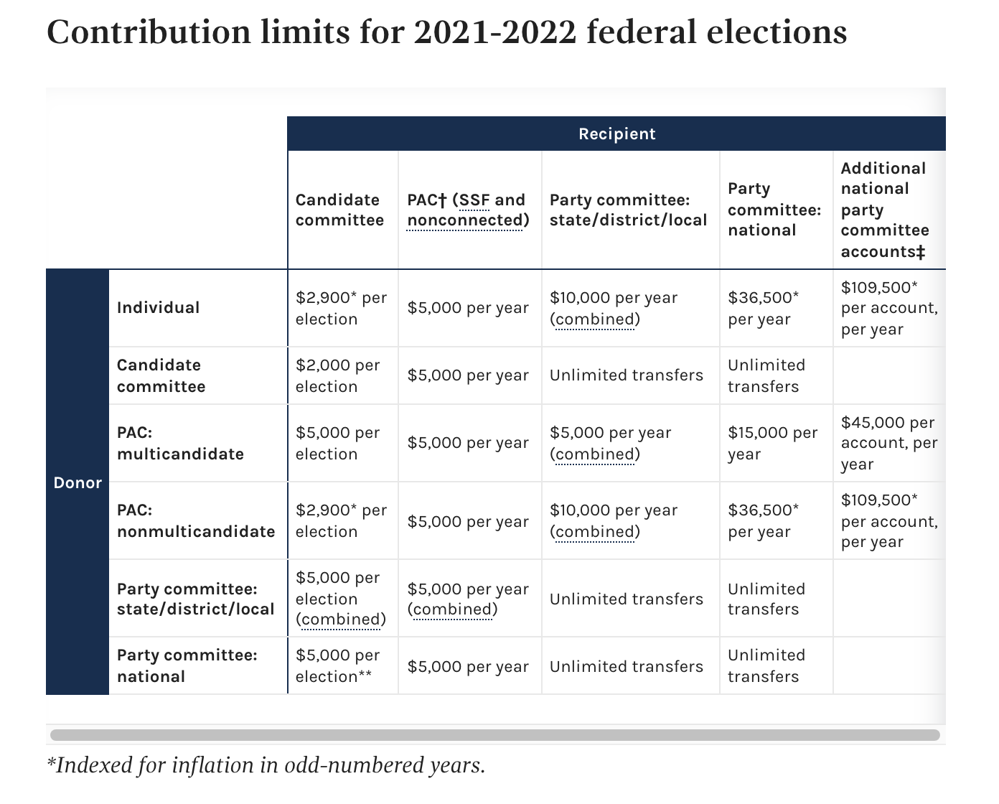 Contribution limits for 2021-2022 federal elections
Recipient
Candidate
committee
PAC† (SSF and
nonconnected)
Party committee:
state/district/local
Party
committee:
national
Additional
national
party
committee
accounts‡
Donor
Individual
$2,900* per
election
$5,000 per year
$10,000 per year
(combined)
$36,500*
per year
$109,500*
per account,
per year
Candidate
committee
$2,000 per
election
$5,000 per year
Unlimited transfers
Unlimited
transfers
PAC:
multicandidate
$5,000 per
election
$5,000 per year
$5,000 per year
(combined)
$15,000 per
year
$45,000 per
account, per
year
PAC:
nonmulticandidate
$2,900* per
election
$5,000 per year
$10,000 per year
(combined)
$36,500*
per year
$109,500*
per account,
per year
Party committee:
state/district/local
$5,000 per
election
(combined)
$5,000 per year
(combined)
Unlimited transfers
Unlimited
transfers
Party committee:
national
$5,000 per
election**
$5,000 per year
Unlimited transfers
Unlimited
transfers
*Indexed for inflation in odd-numbered years.